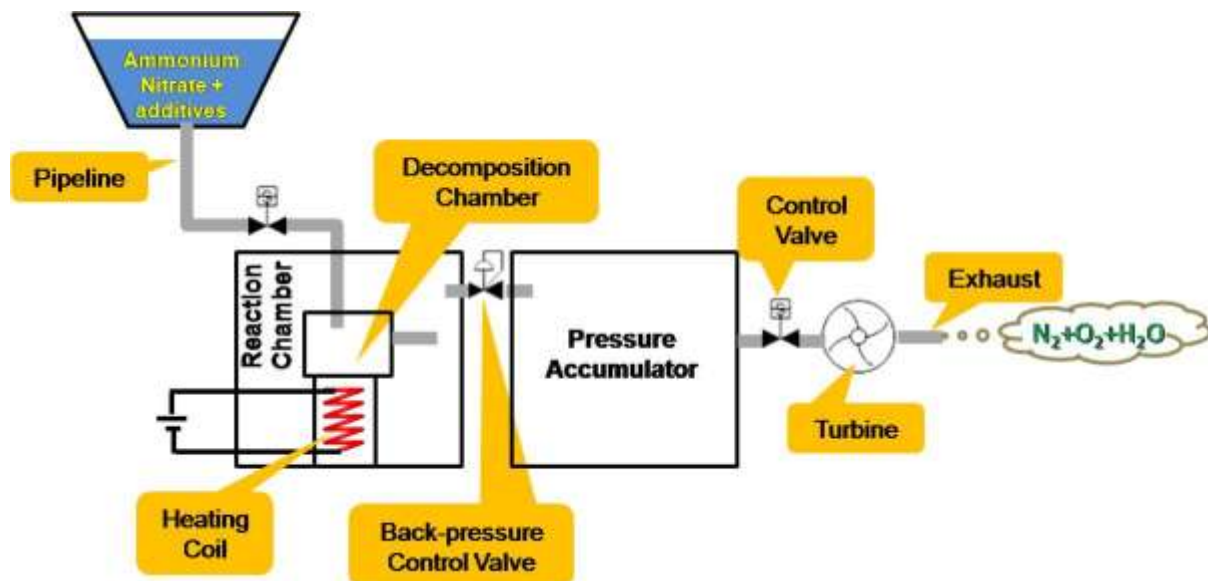 Ammonium
Nitrate +
additives
Pipeline
Decomposition
Chamber
Control
Valve
Exhaust
Reaction
Chamber
Pressure
Accumulator
N₂+O₂+H₂O
Turbine
Heating
Coil
Back-pressure
Control Valve